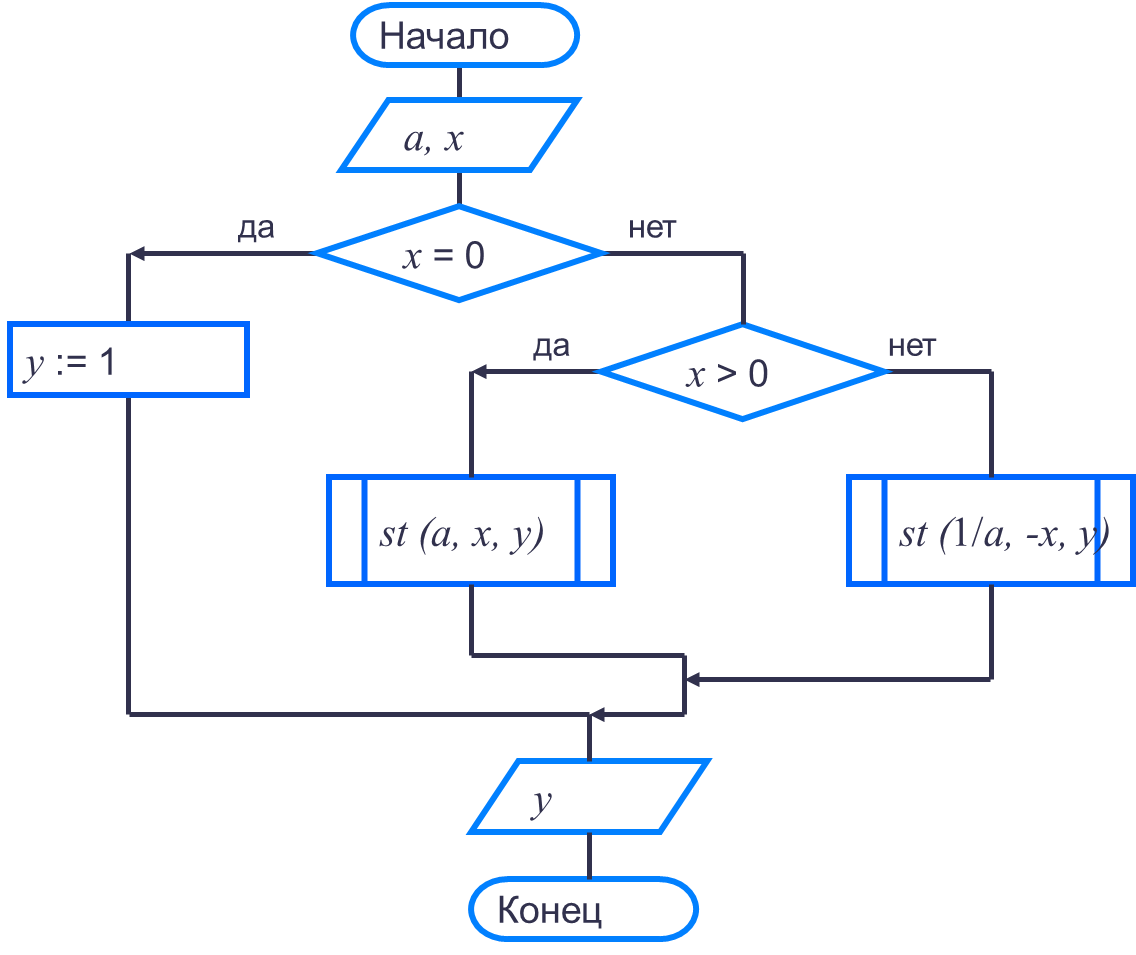 Начало
a, x
да
нет
x = 0
y := 1
да
нет
x > 0
st (a, x, y)
st (1/a, -x, y)
y
Конец